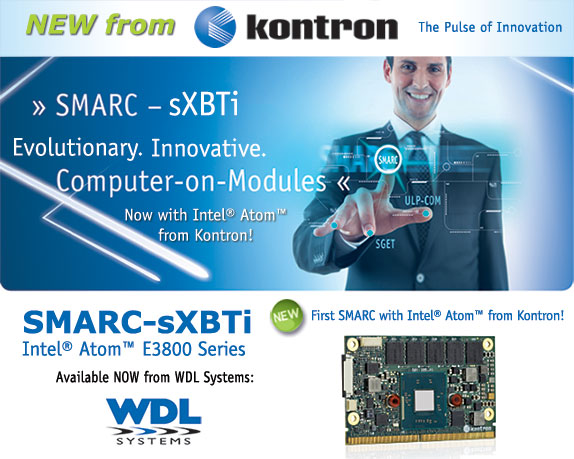 NEW from kontron The Pulse of Innovation
» SMARC – sXBTi
Evolutionary. Innovative.
Computer-on-Modules «
Now with Intel® Atom™
from Kontron!
SMARC
ULP-COM
SGET
SMARC-sXBTi
Intel® Atom™ E3800 Series
Available NOW from WDL Systems:
WDL
SYSTEMS
NEW
First SMARC with Intel® Atom™ from Kontron!
kontron